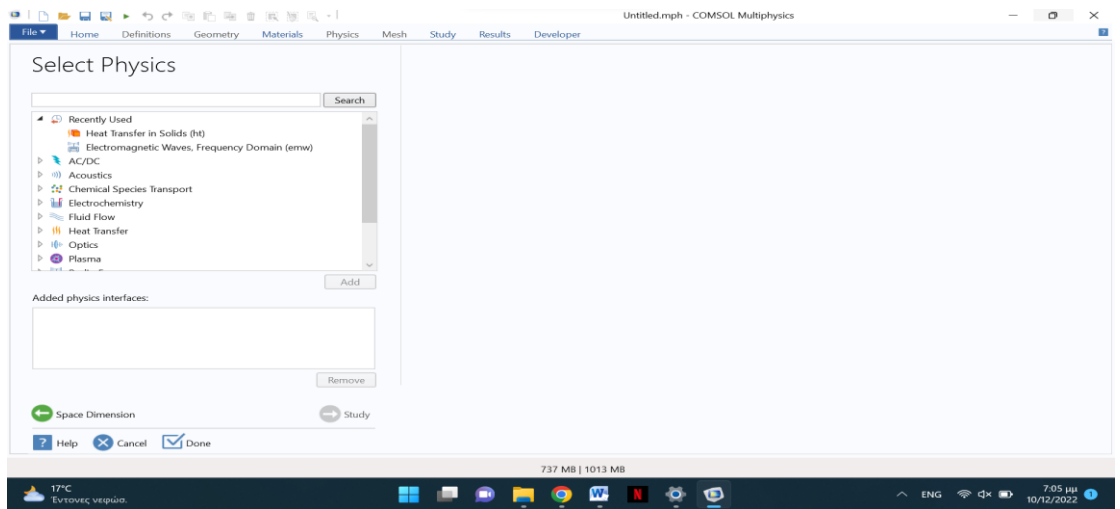 Untitled.mph - COMSOL Multiphysics
File Home Definitions Geometry Materials Physics Mesh Study Results Developer
Select Physics
Search
Recently Used
Heat Transfer in Solids (ht)
Electromagnetic Waves, Frequency Domain (emw)
AC/DC
Acoustics
Chemical Species Transport
Electrochemistry
Fluid Flow
Heat Transfer
Optics
Plasma
Add
Added physics interfaces:
Remove
Space Dimension Study
? Help Cancel Done
737 MB | 1013 MB
17°C
Έντονες νεφώσ.
W N ENG
7:05 μμ
10/12/2022 1